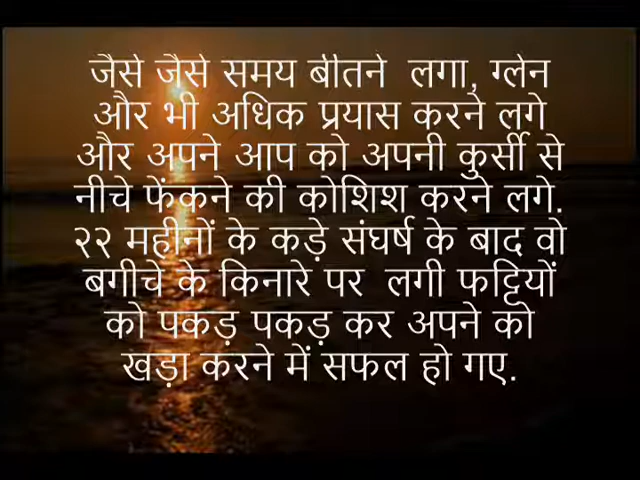 जैसे जैसे समय बीतने लगा, ग्लेन
और भी अधिक प्रयास करने लगे
और अपने आप को अपनी कुर्सी से
नीचे फेंकने की कोशिश करने लगे.
२२ महीनों के कड़े संघर्ष के बाद वो
बगीचे के किनारे पर लगी फट्टियों
को पकड़ पकड़ कर अपने को
खड़ा करने में सफल हो गए.